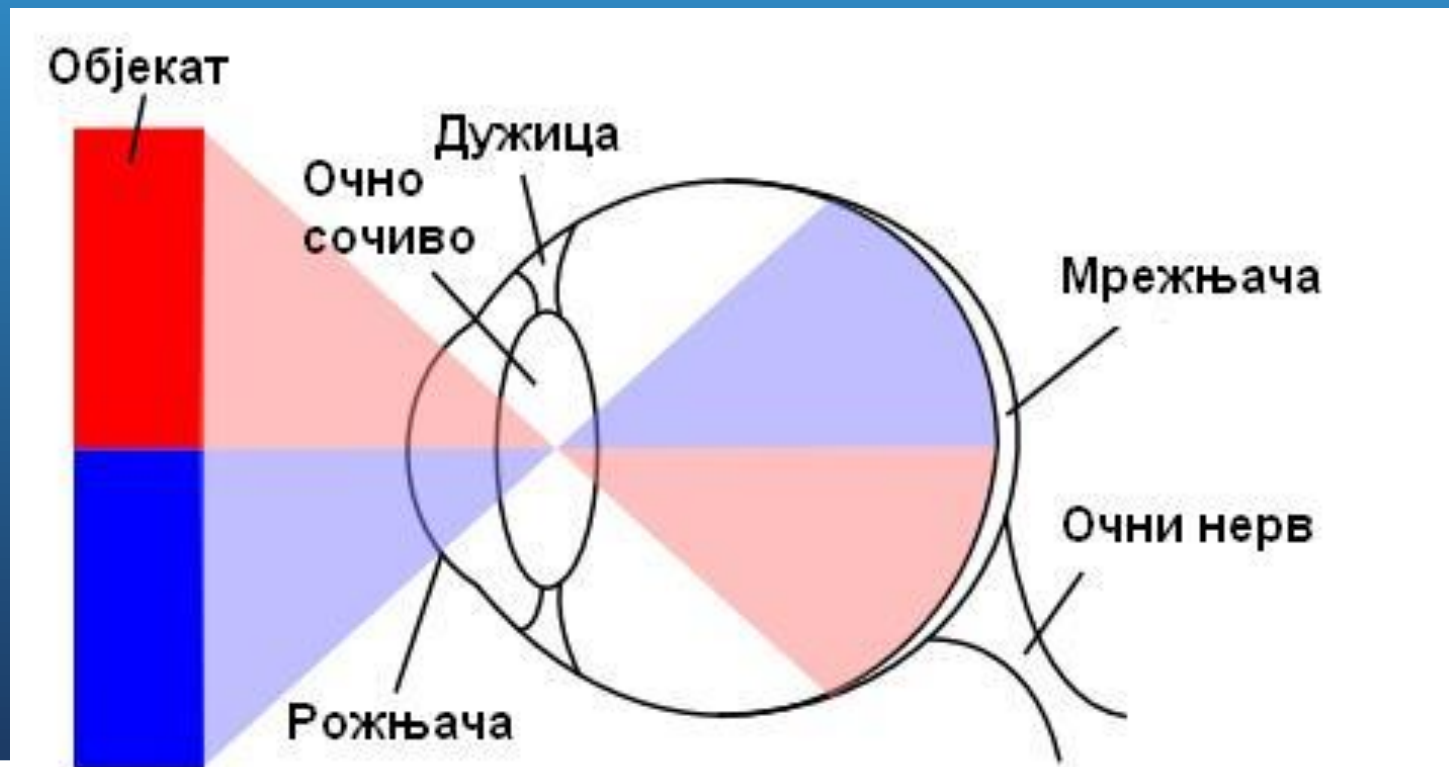 Објекат
Дужица
Очно
сочиво
Мрежњача
Очни нерв
Рожњача